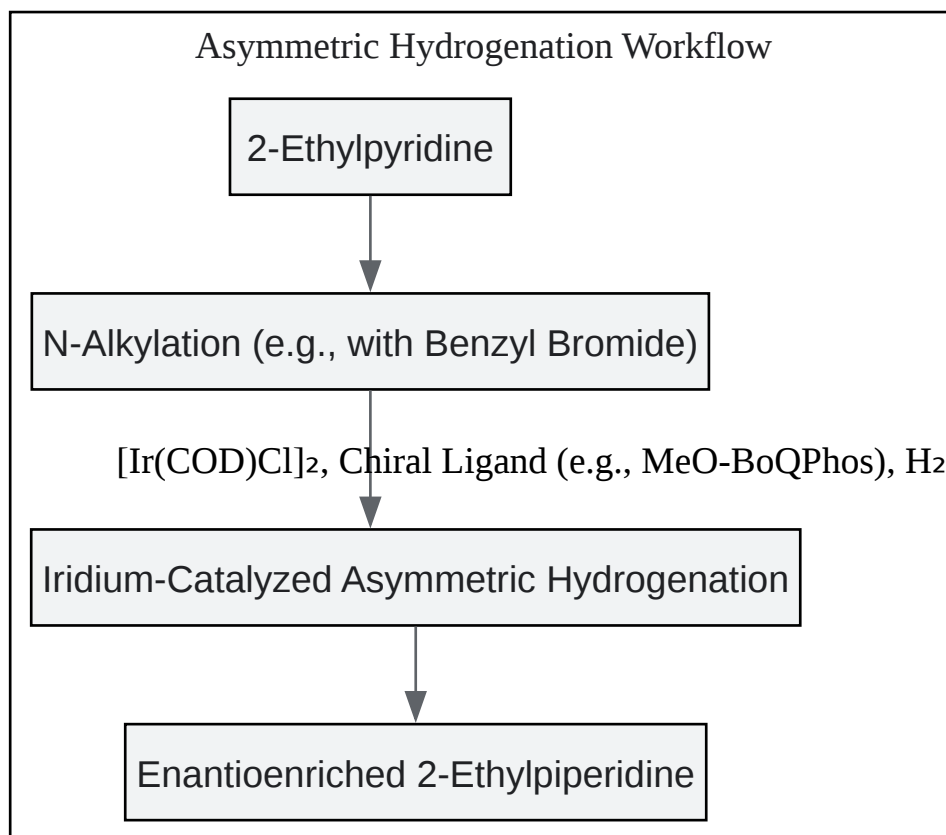 Asymmetric Hydrogenation Workflow
2-Ethylpyridine
N-Alkylation (e.g., with Benzyl Bromide)
[Ir(COD)Cl]₂, Chiral Ligand (e.g., MeO-BoQPhos), H₂
Iridium-Catalyzed Asymmetric Hydrogenation
Enantioenriched 2-Ethylpiperidine